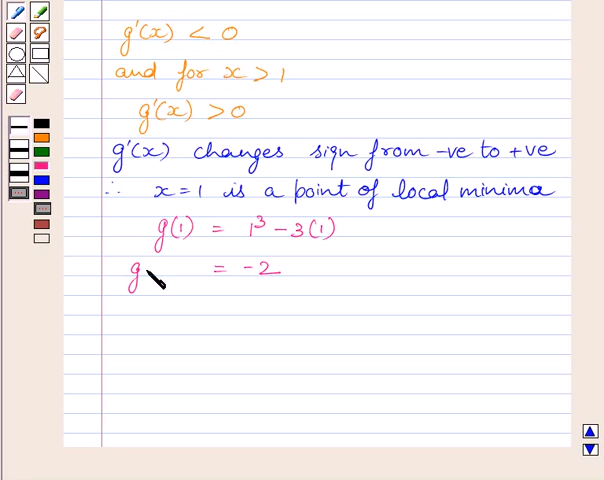 g'(x) < 0
and for x > 1
g'(x) > 0
g'(x) changes sign from -ve to +ve
∴ x = 1 is a point of local minima
g(1) = 1³ - 3(1)
g = -2